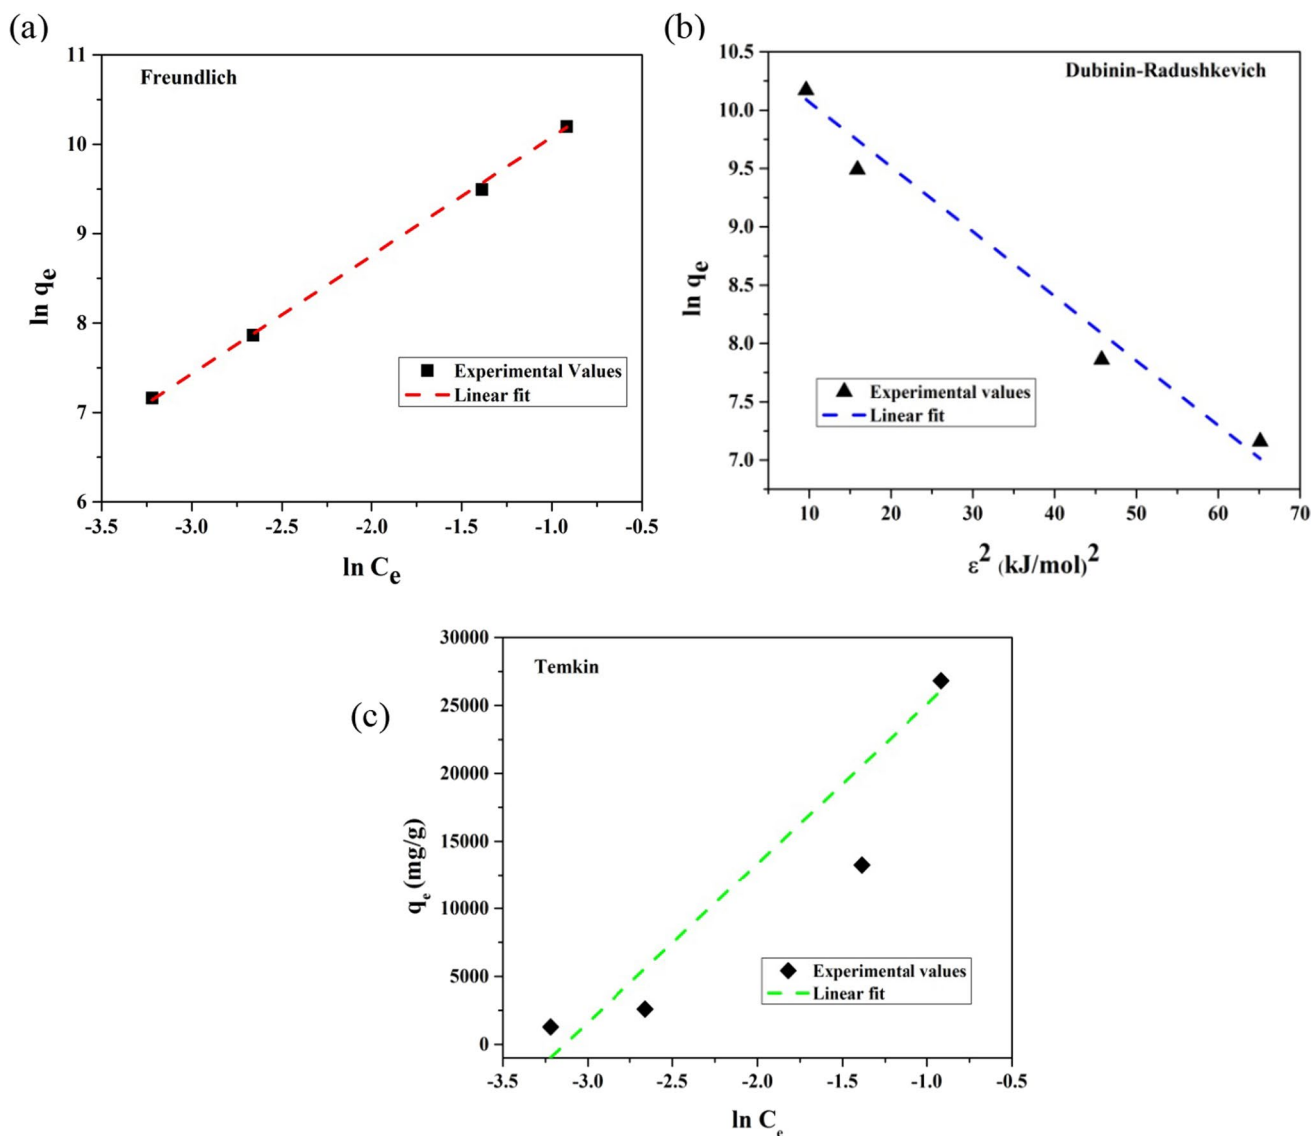 (a)
Freundlich
11
10
9
8
7
6
ln qe
Experimental Values
Linear fit
-3.5 -3.0 -2.5 -2.0 -1.5 -1.0 -0.5
ln Ce
(b)
Dubinin-Radushkevich
10.5
10.0
9.5
9.0
8.5
8.0
7.5
7.0
ln qe
Experimental values
Linear fit
10 20 30 40 50 60 70
ε² (kJ/mol)²
(c)
Temkin
30000
25000
20000
15000
10000
5000
0
qe (mg/g)
Experimental values
Linear fit
-3.5 -3.0 -2.5 -2.0 -1.5 -1.0 -0.5
ln Ce